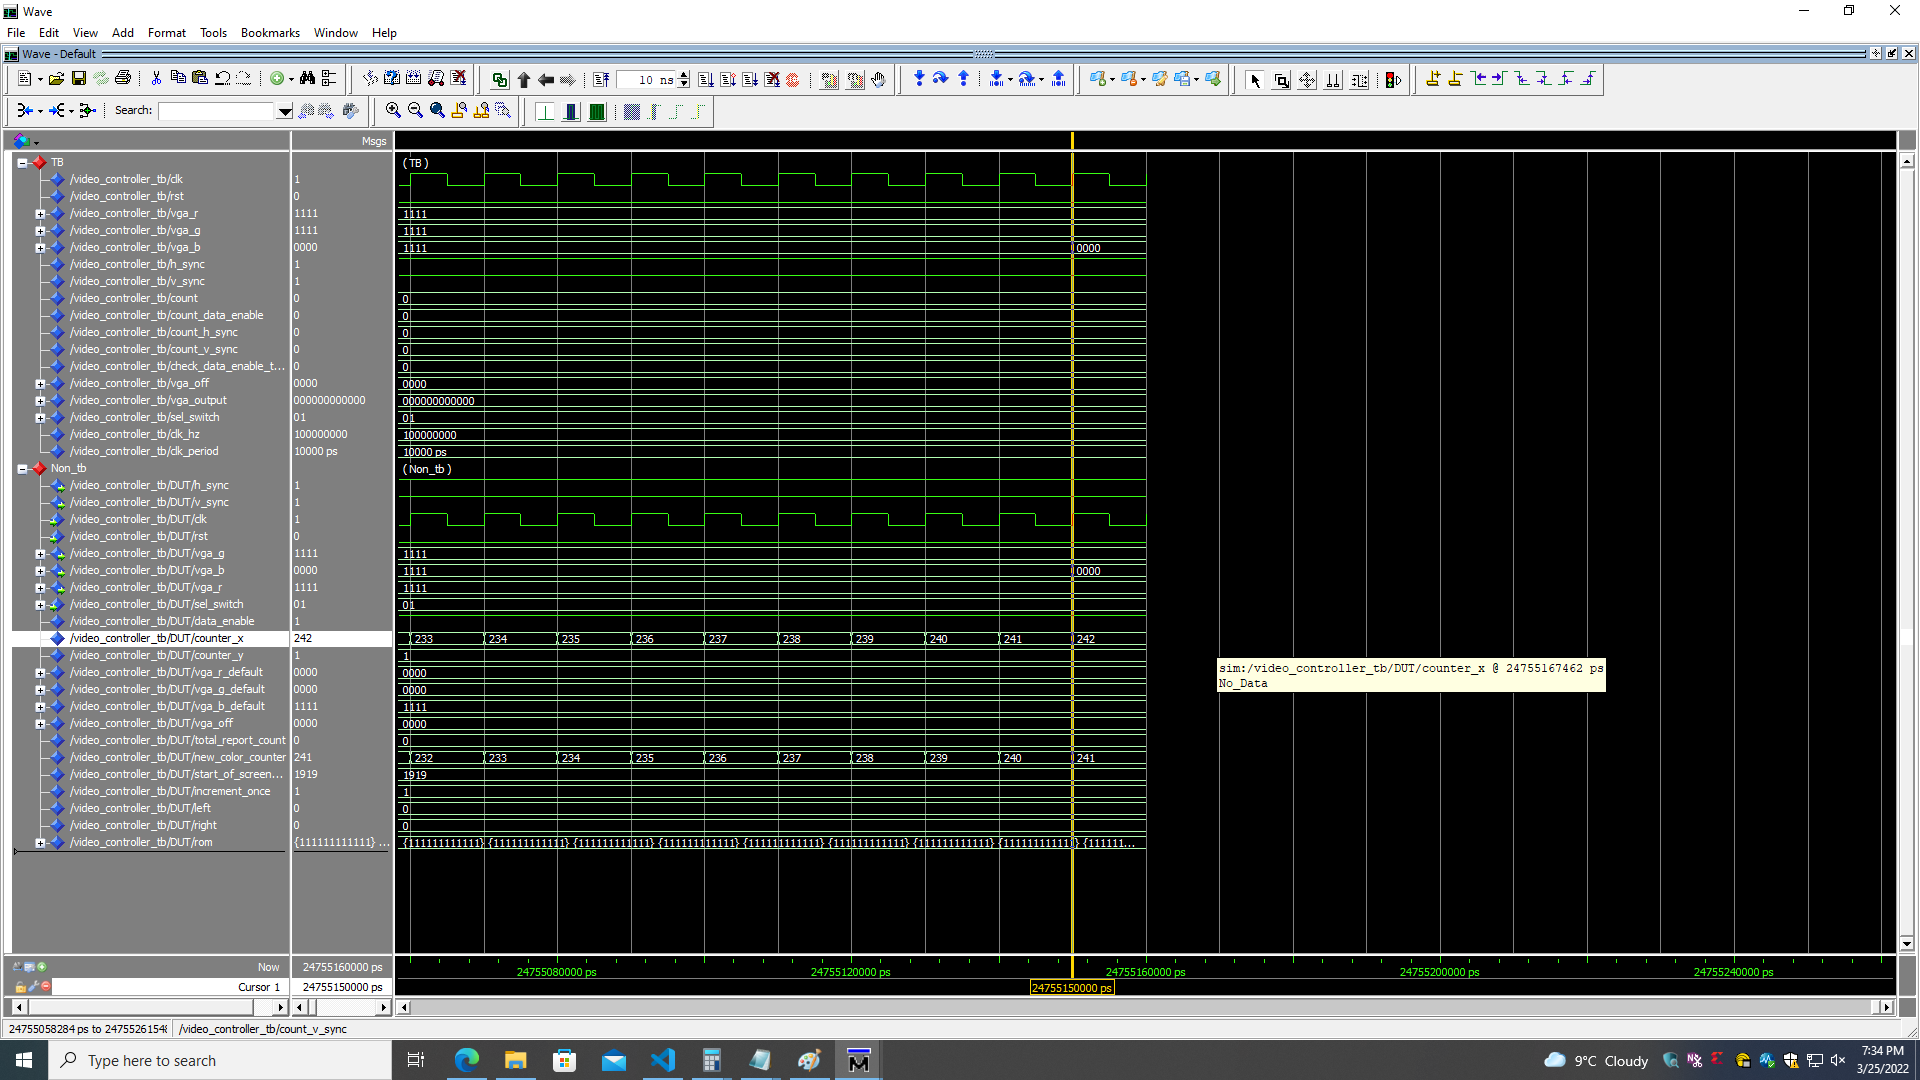 Wave
File Edit View Add Format Tools Bookmarks Window Help
Wave - Default
10 ns
Search:
Msgs
TB (TB)
/video_controller_tb/clk 1
/video_controller_tb/rst 0
/video_controller_tb/vga_r 1111 1111
/video_controller_tb/vga_g 1111 1111
/video_controller_tb/vga_b 0000 1111 0000
/video_controller_tb/h_sync 1
/video_controller_tb/v_sync 1
/video_controller_tb/count 0 0
/video_controller_tb/count_data_enable 0 0
/video_controller_tb/count_h_sync 0 0
/video_controller_tb/count_v_sync 0 0
/video_controller_tb/check_data_enable_t... 0 0
/video_controller_tb/vga_off 0000 0000
/video_controller_tb/vga_output 000000000000 000000000000
/video_controller_tb/sel_switch 01 01
/video_controller_tb/clk_hz 100000000 100000000
/video_controller_tb/clk_period 10000 ps 10000 ps
Non_tb (Non_tb)
/video_controller_tb/DUT/h_sync 1
/video_controller_tb/DUT/v_sync 1
/video_controller_tb/DUT/clk 1
/video_controller_tb/DUT/rst 0
/video_controller_tb/DUT/vga_g 1111 1111
/video_controller_tb/DUT/vga_b 0000 1111 0000
/video_controller_tb/DUT/vga_r 1111 1111
/video_controller_tb/DUT/sel_switch 01 01
/video_controller_tb/DUT/data_enable 1
/video_controller_tb/DUT/counter_x 242 233 234 235 236 237 238 239 240 241 242
/video_controller_tb/DUT/counter_y 1 1
/video_controller_tb/DUT/vga_r_default 0000 0000
/video_controller_tb/DUT/vga_g_default 0000 0000
/video_controller_tb/DUT/vga_b_default 1111 1111
/video_controller_tb/DUT/vga_off 0000 0000
/video_controller_tb/DUT/total_report_count 0 0
/video_controller_tb/DUT/new_color_counter 241 232 233 234 235 236 237 238 239 240 241
/video_controller_tb/DUT/start_of_screen... 1919 1919
/video_controller_tb/DUT/increment_once 1 1
/video_controller_tb/DUT/left 0 0
/video_controller_tb/DUT/right 0 0
/video_controller_tb/DUT/rom {111111111111} ... {111111111111} {111111111111} {111111111111} {111111111111} {111111111111} {111111111111} {111111111111} {111111111111} {111111...
sim:/video_controller_tb/DUT/counter_x @ 24755167462 ps
No_Data
Now 24755160000 ps 24755080000 ps 24755120000 ps 24755160000 ps 24755200000 ps 24755240000 ps
Cursor 1 24755150000 ps 24755150000 ps
24755058284 ps to 2475526154 /video_controller_tb/count_v_sync
Type here to search
9°C Cloudy
7:34 PM
3/25/2022